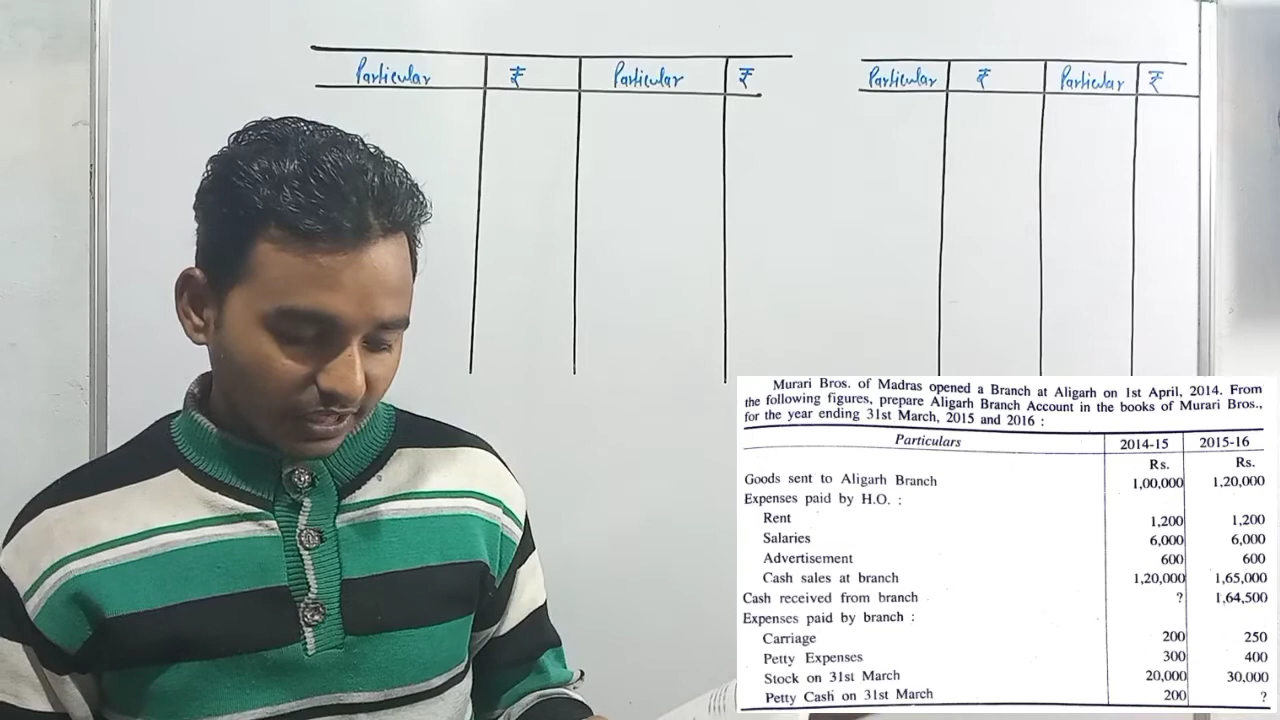 Particular ₹ Particular ₹
Particular ₹ Particular ₹
Murari Bros. of Madras opened a Branch at Aligarh on 1st April, 2014. From
the following figures, prepare Aligarh Branch Account in the books of Murari Bros.,
for the year ending 31st March, 2015 and 2016 :
Particulars 2014-15 2015-16
Rs. Rs.
Goods sent to Aligarh Branch 1,00,000 1,20,000
Expenses paid by H.O. :
Rent 1,200 1,200
Salaries 6,000 6,000
Advertisement 600 600
Cash sales at branch 1,20,000 1,65,000
Cash received from branch ? 1,64,500
Expenses paid by branch :
Carriage 200 250
Petty Expenses 300 400
Stock on 31st March 20,000 30,000
Petty Cash on 31st March 200 ?